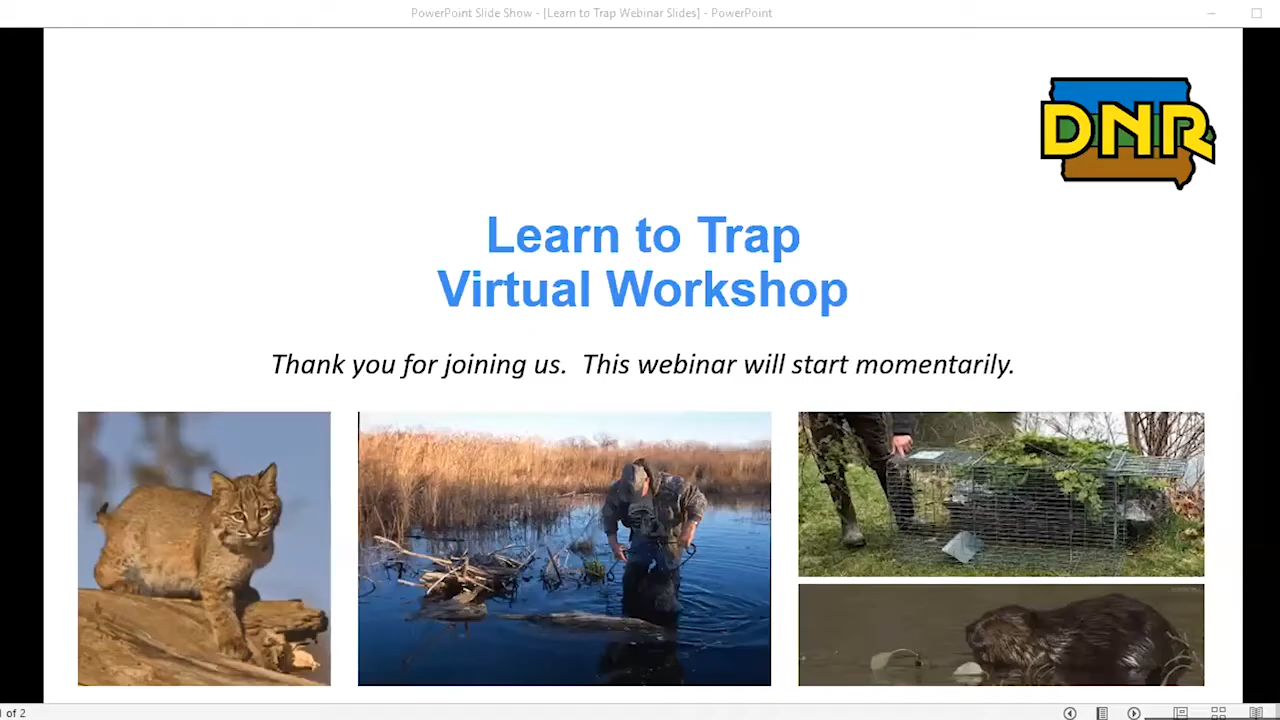 PowerPoint Slide Show - [Learn to Trap Webinar Slides] - PowerPoint
DNR
Learn to Trap
Virtual Workshop
Thank you for joining us. This webinar will start momentarily.
of 2